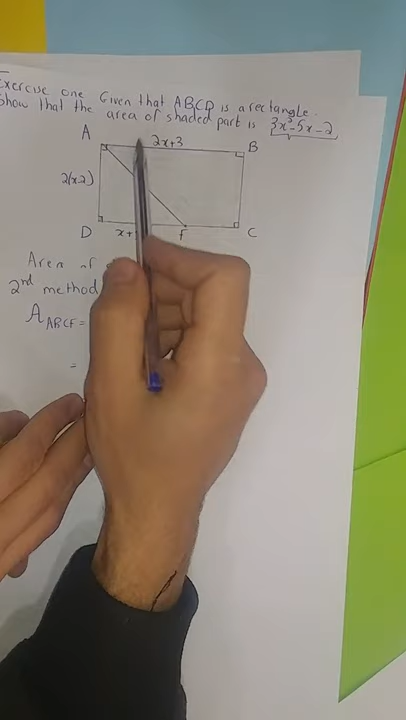 Exercise one Given that ABCD is a rectangle.
Show that the area of shaded part is 3x²-5x-2
A
2x+3
B
2(x-2)
D
x+
F
C
Area of
2nd method
A ABCF =
=